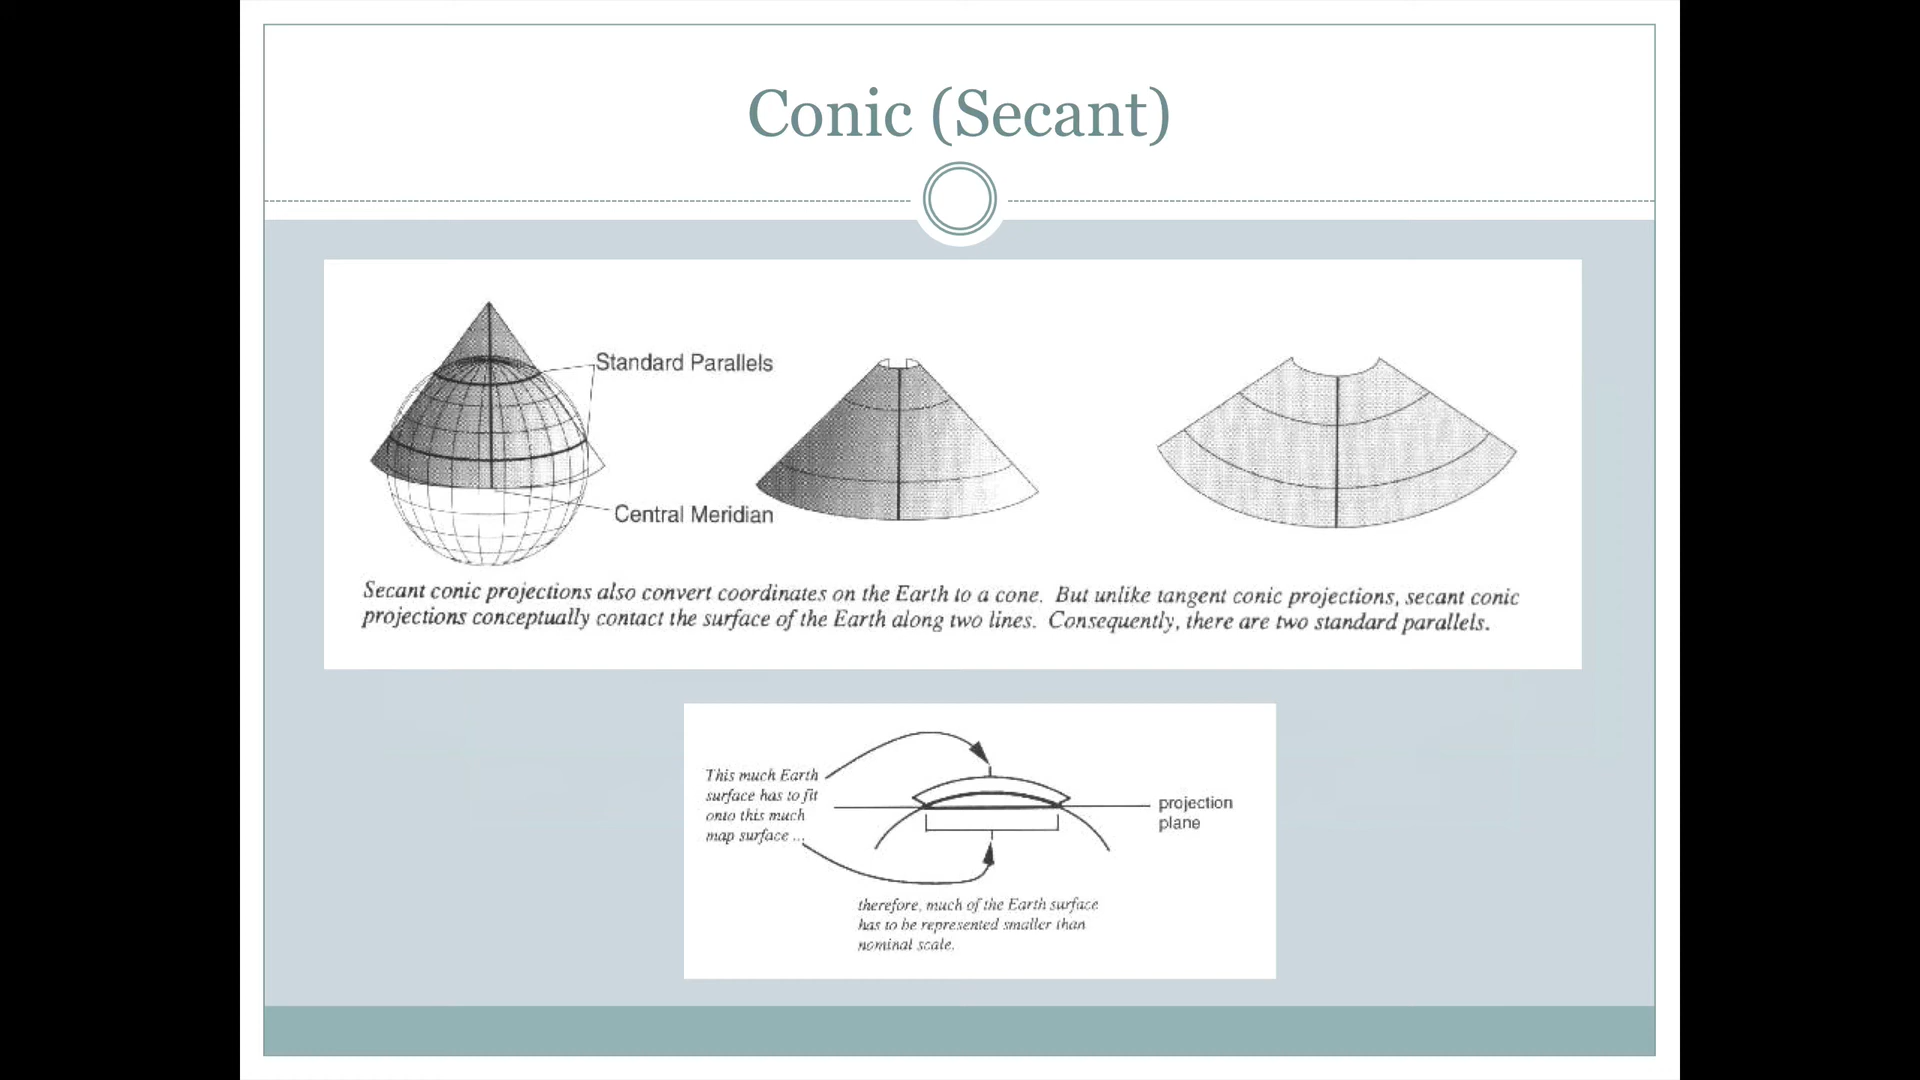 Conic (Secant)
Standard Parallels
Central Meridian
Secant conic projections also convert coordinates on the Earth to a cone. But unlike tangent conic projections, secant conic
projections conceptually contact the surface of the Earth along two lines. Consequently, there are two standard parallels.
This much Earth
surface has to fit
onto this much
map surface ...
projection
plane
therefore, much of the Earth surface
has to be represented smaller than
nominal scale.